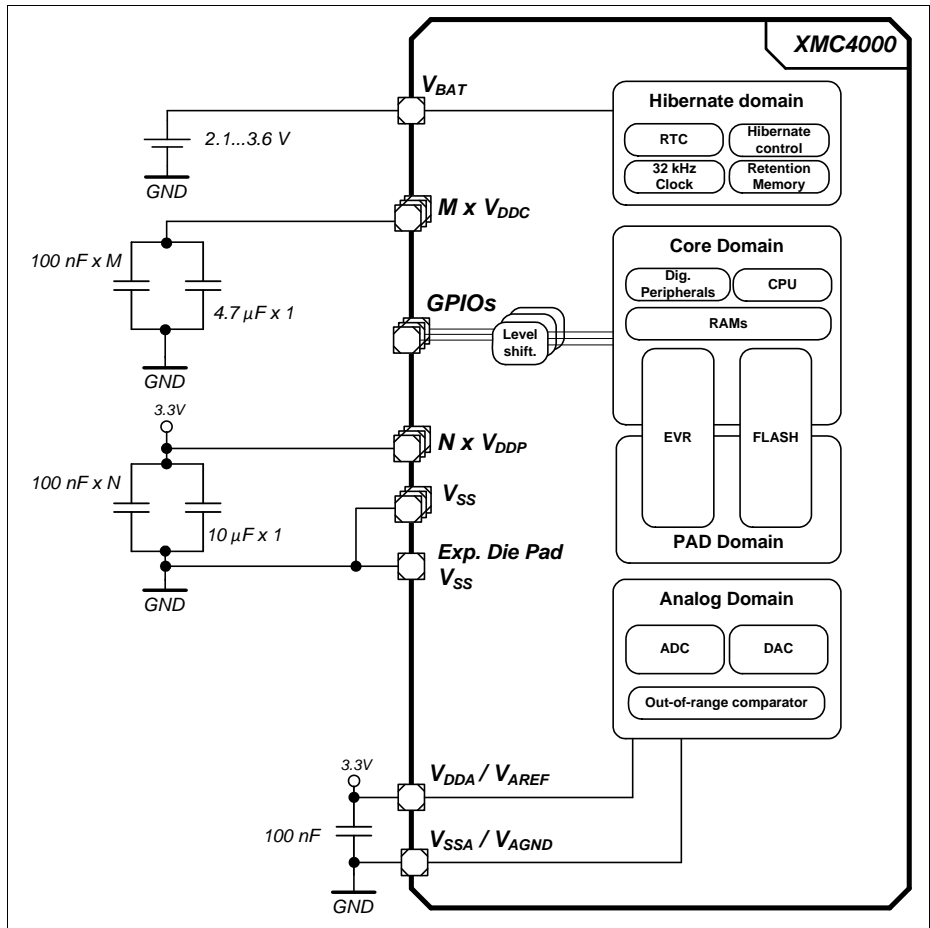 XMC4000
VBAT
Hibernate domain
RTC
Hibernate
control
32 kHz
Clock
Retention
Memory
2.1...3.6 V
GND
M x VDDC
100 nF x M
4.7 µF x 1
GND
Core Domain
Dig.
Peripherals
CPU
RAMs
GPIOs
Level
shift.
EVR
FLASH
PAD Domain
3.3V
N x VDDP
100 nF x N
10 µF x 1
VSS
Exp. Die Pad
VSS
GND
Analog Domain
ADC
DAC
Out-of-range comparator
3.3V
VDDA / VAREF
100 nF
VSSA / VAGND
GND